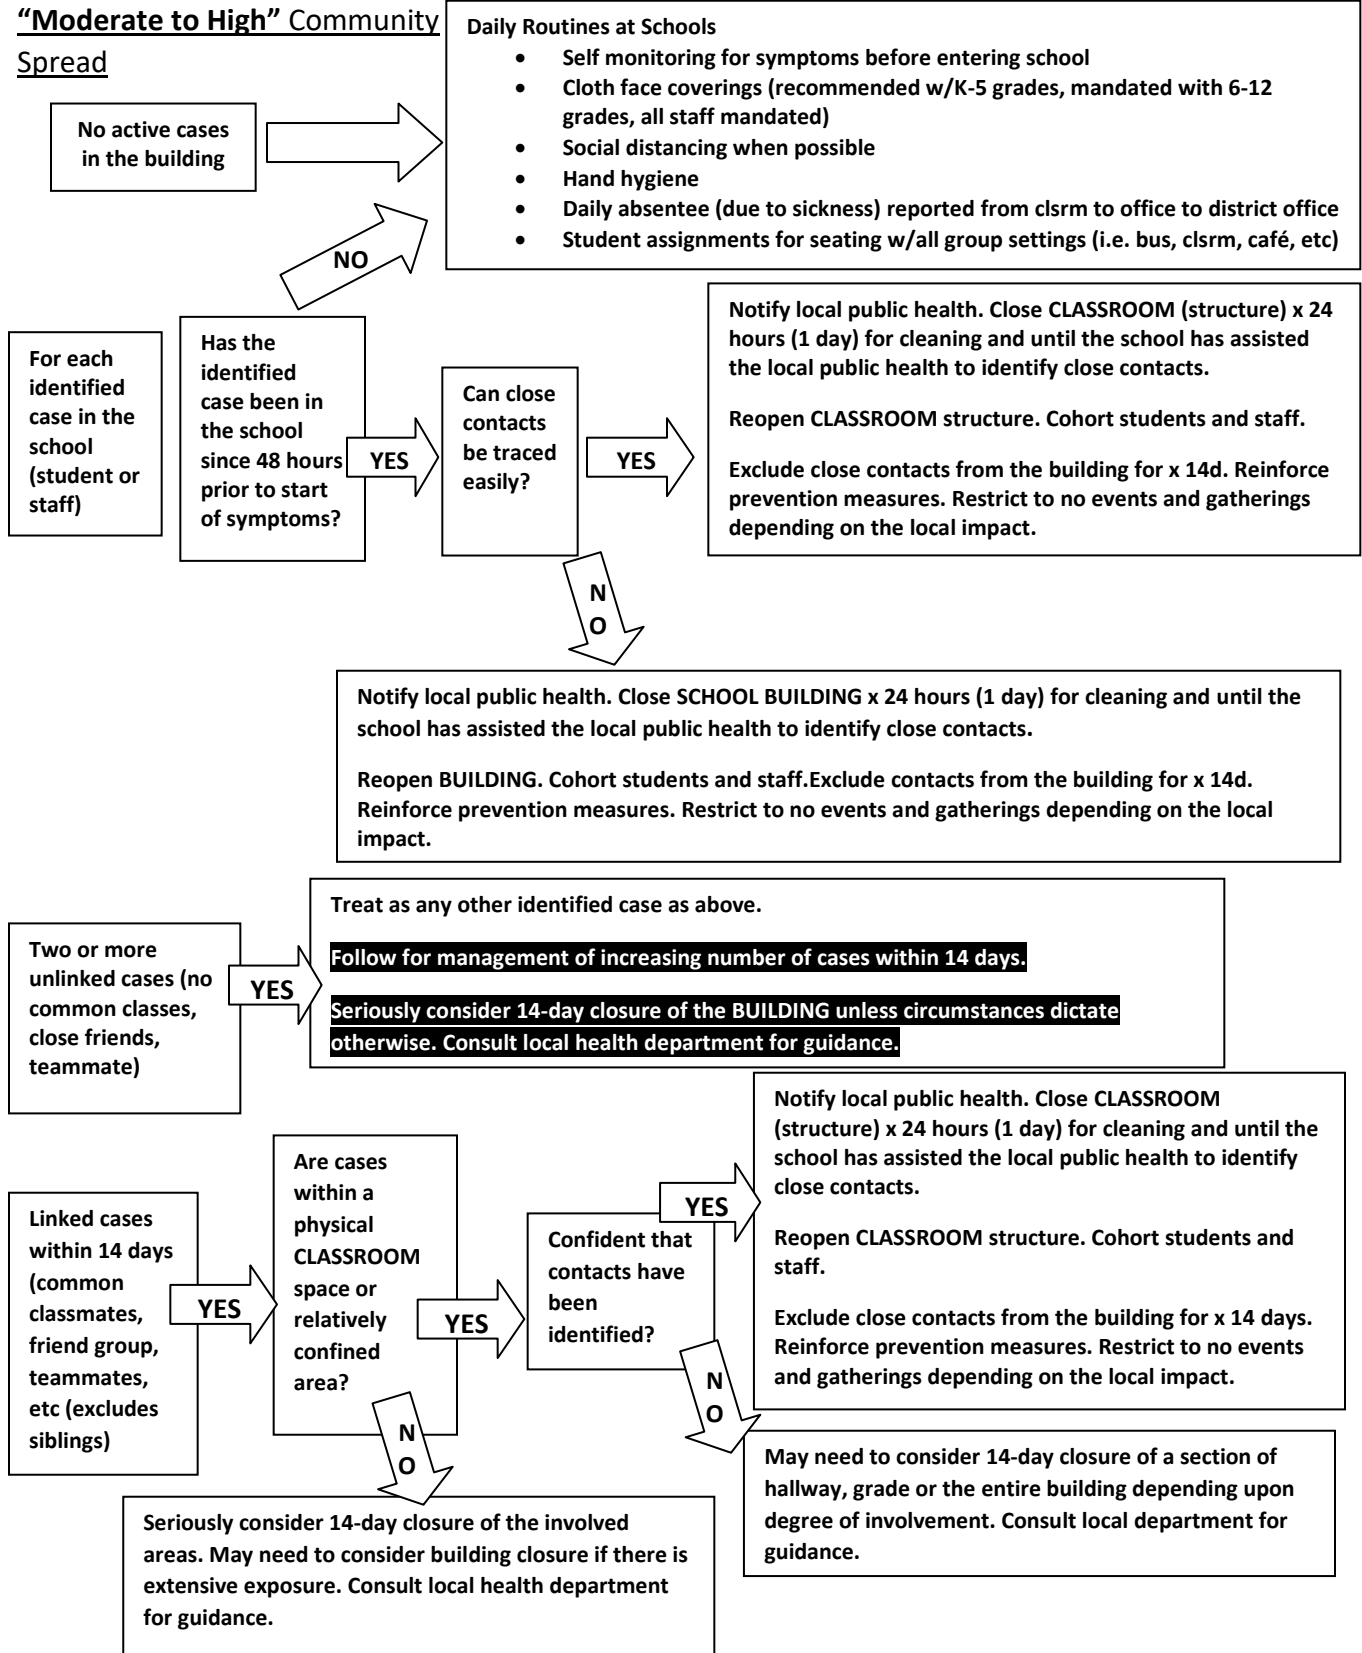 “Moderate to High” Community
Spread
Daily Routines at Schools
• Self monitoring for symptoms before entering school
• Cloth face coverings (recommended w/K-5 grades, mandated with 6-12
grades, all staff mandated)
• Social distancing when possible
• Hand hygiene
• Daily absentee (due to sickness) reported from clsrm to office to district office
• Student assignments for seating w/all group settings (i.e. bus, clsrm, café, etc)
No active cases
in the building
NO
For each
identified
case in the
school
(student or
staff)
Has the
identified
case been in
the school
since 48 hours
prior to start
of symptoms?
YES
Can close
contacts
be traced
easily?
YES
Notify local public health. Close CLASSROOM (structure) x 24
hours (1 day) for cleaning and until the school has assisted
the local public health to identify close contacts.
Reopen CLASSROOM structure. Cohort students and staff.
Exclude close contacts from the building for x 14d. Reinforce
prevention measures. Restrict to no events and gatherings
depending on the local impact.
N
O
Notify local public health. Close SCHOOL BUILDING x 24 hours (1 day) for cleaning and until the
school has assisted the local public health to identify close contacts.
Reopen BUILDING. Cohort students and staff.Exclude contacts from the building for x 14d.
Reinforce prevention measures. Restrict to no events and gatherings depending on the local
impact.
Two or more
unlinked cases (no
common classes,
close friends,
teammate)
YES
Treat as any other identified case as above.
Follow for management of increasing number of cases within 14 days.
Seriously consider 14-day closure of the BUILDING unless circumstances dictate
otherwise. Consult local health department for guidance.
Linked cases
within 14 days
(common
classmates,
friend group,
teammates,
etc (excludes
siblings)
YES
Are cases
within a
physical
CLASSROOM
space or
relatively
confined
area?
YES
Confident that
contacts have
been
identified?
YES
Notify local public health. Close CLASSROOM
(structure) x 24 hours (1 day) for cleaning and until the
school has assisted the local public health to identify
close contacts.
Reopen CLASSROOM structure. Cohort students and
staff.
Exclude close contacts from the building for x 14 days.
Reinforce prevention measures. Restrict to no events
and gatherings depending on the local impact.
N
O
May need to consider 14-day closure of a section of
hallway, grade or the entire building depending upon
degree of involvement. Consult local department for
guidance.
N
O
Seriously consider 14-day closure of the involved
areas. May need to consider building closure if there is
extensive exposure. Consult local health department
for guidance.